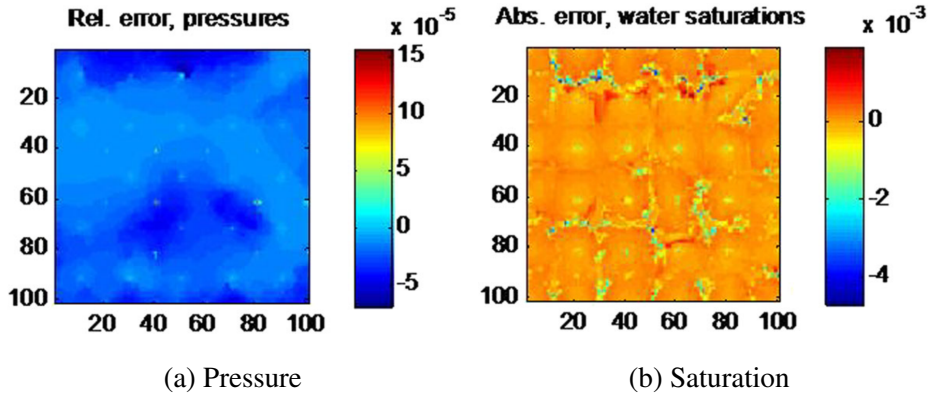 Rel. error, pressures
x 10-5
15
10
5
0
-5
20
40
60
80
100
20 40 60 80 100
(a) Pressure
Abs. error, water saturations
x 10-3
0
-2
-4
20
40
60
80
100
20 40 60 80 100
(b) Saturation